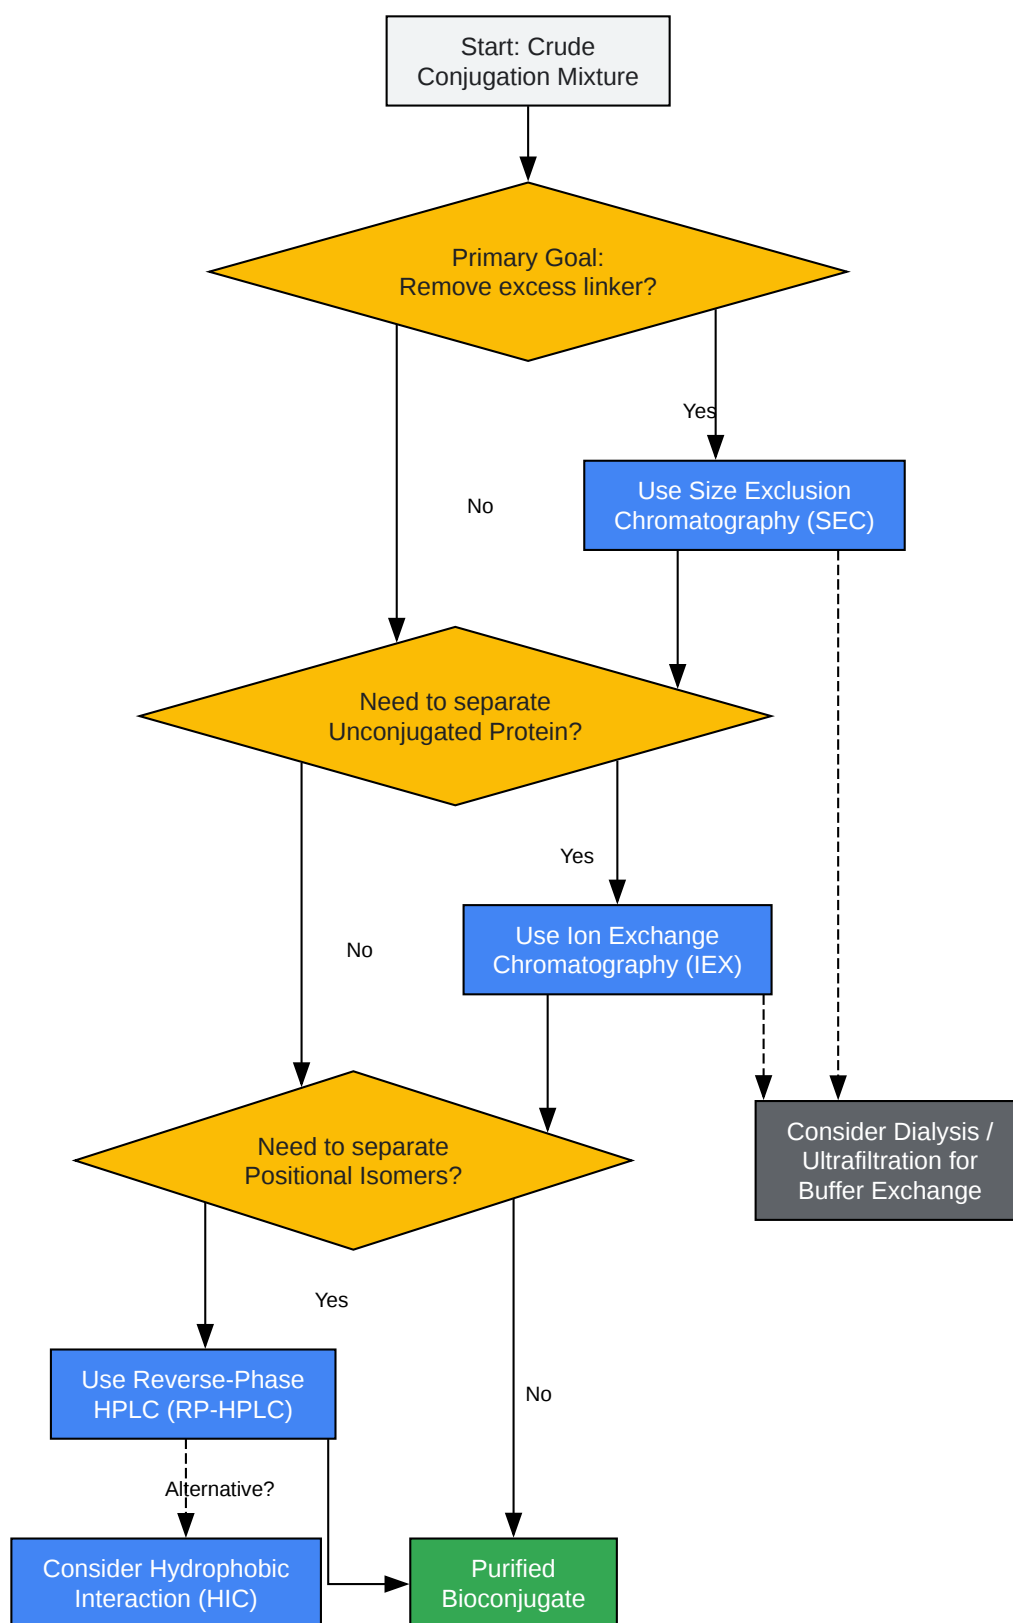 Start: Crude
Conjugation Mixture
Primary Goal:
Remove excess linker?
Yes
Use Size Exclusion
Chromatography (SEC)
No
Need to separate
Unconjugated Protein?
Yes
Use Ion Exchange
Chromatography (IEX)
No
Consider Dialysis /
Ultrafiltration for
Buffer Exchange
Need to separate
Positional Isomers?
Yes
Use Reverse-Phase
HPLC (RP-HPLC)
No
Alternative?
Consider Hydrophobic
Interaction (HIC)
Purified
Bioconjugate